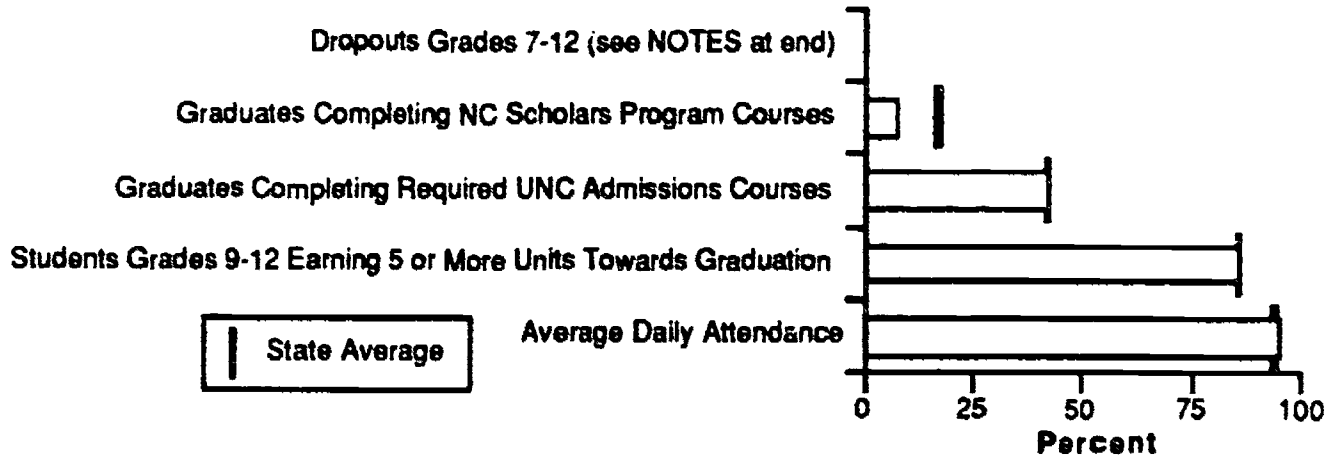 Dropouts Grades 7-12 (see NOTES at end)
Graduates Completing NC Scholars Program Courses
Graduates Completing Required UNC Admissions Courses
Students Grades 9-12 Earning 5 or More Units Towards Graduation
Average Daily Attendance
State Average
0 25 50 75 100
Percent